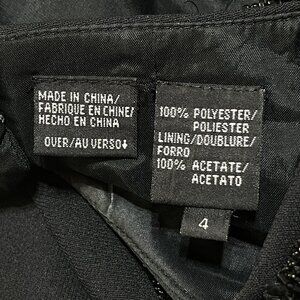 MADE IN CHINA/
FABRIQUE EN CHINE/
HECHO EN CHINA
OVER/AU VERSO↓
100% POLYESTER/
POLIESTER
LINING/DOUBLURE/
FORRO
100% ACETATE/
ACETATO
4